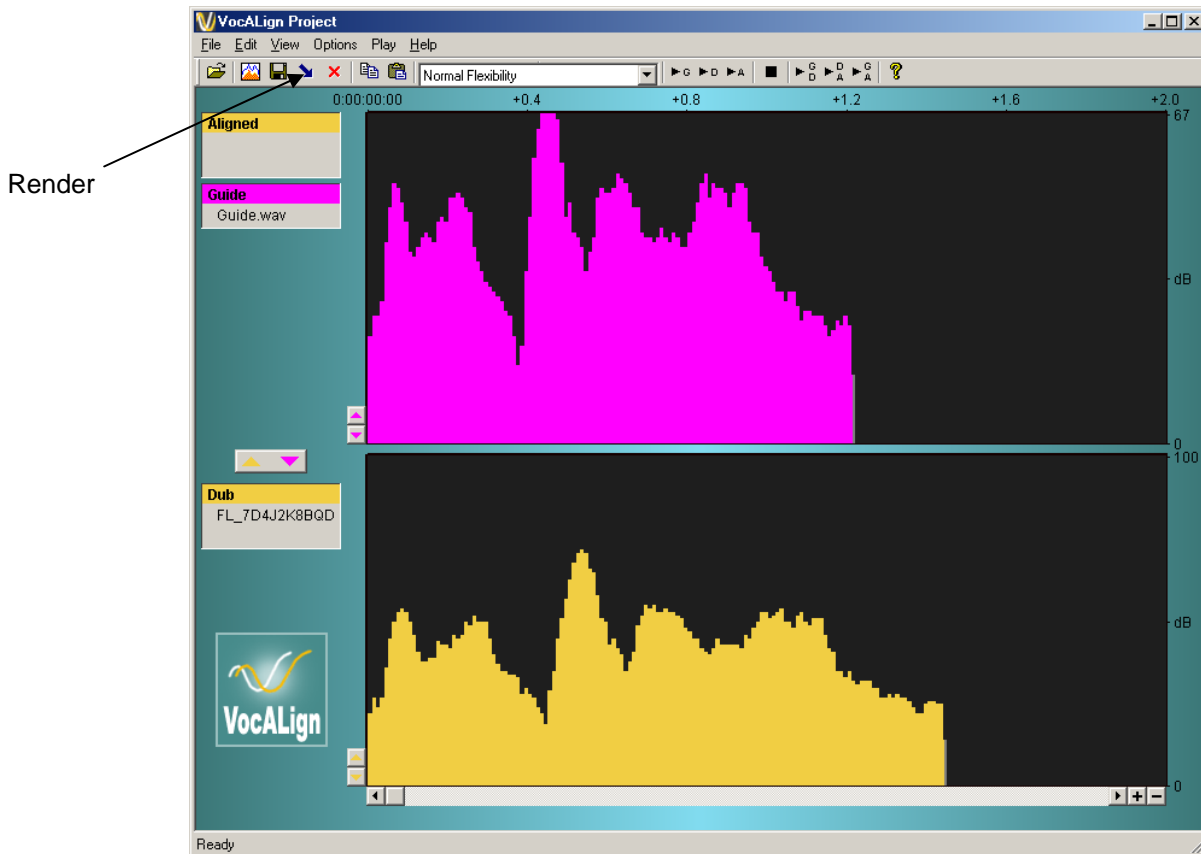 VocALign Project
File Edit View Options Play Help
Normal Flexibility G D A G D D A G A
0:00:00:00 +0.4 +0.8 +1.2 +1.6 +2.0
Aligned
67
Render
Guide
Guide.wav
dB
0
100
Dub
FL_7D4J2K8BQD
dB
VocALign
0
Ready